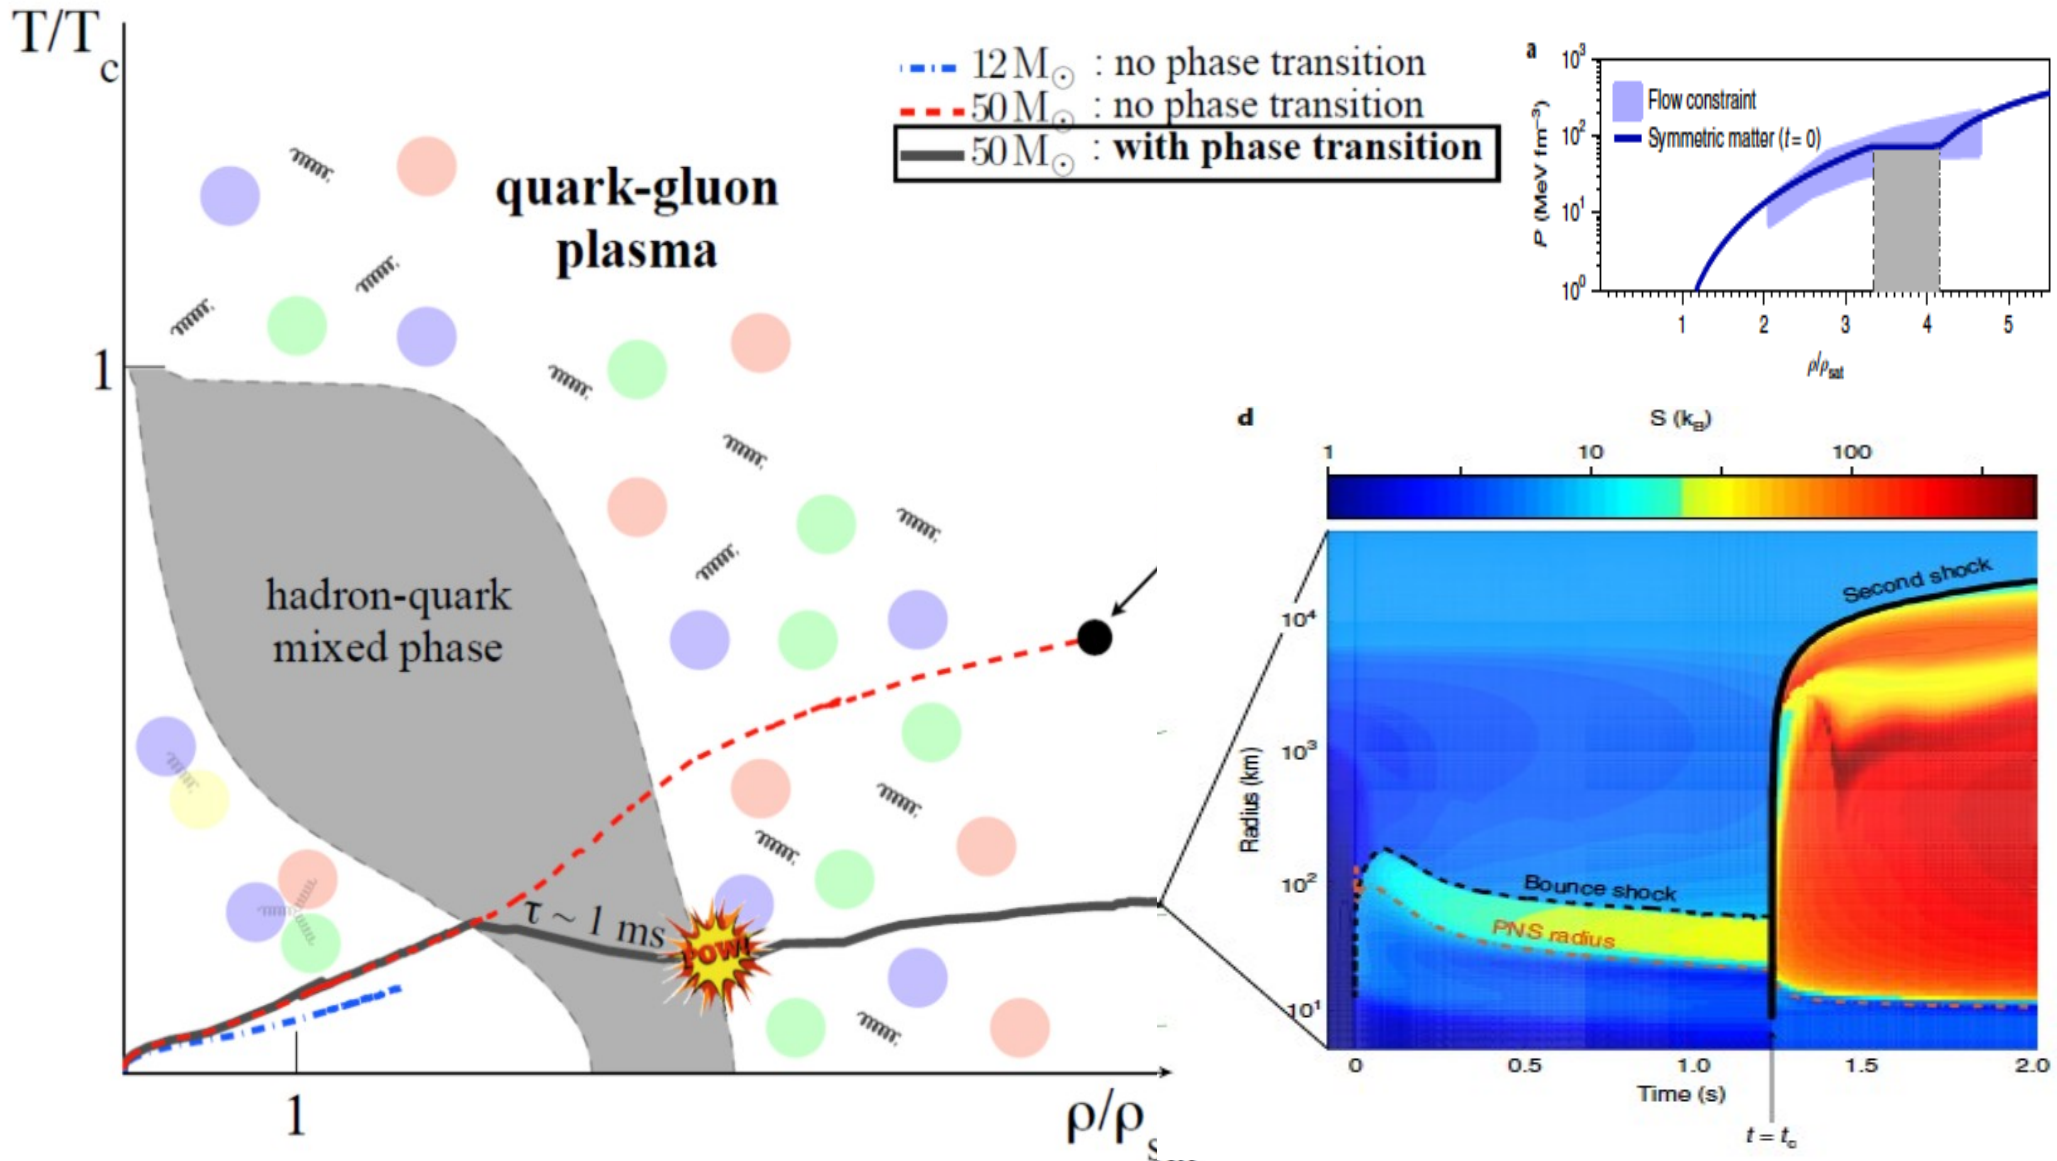 T/T
c
12 M⊙ : no phase transition
50 M⊙ : no phase transition
50 M⊙ : with phase transition
quark-gluon
plasma
1
hadron-quark
mixed phase
τ ~ 1 ms
POW!
1
ρ/ρ
a
10³
10²
10¹
10⁰
P (MeV fm⁻³)
Flow constraint
Symmetric matter (t = 0)
1 2 3 4 5
ρ/ρsat
d
S (kB)
1 10 100
Radius (km)
10⁴
10³
10²
10¹
Second shock
Bounce shock
PNS radius
0 0.5 1.0 1.5 2.0
Time (s)